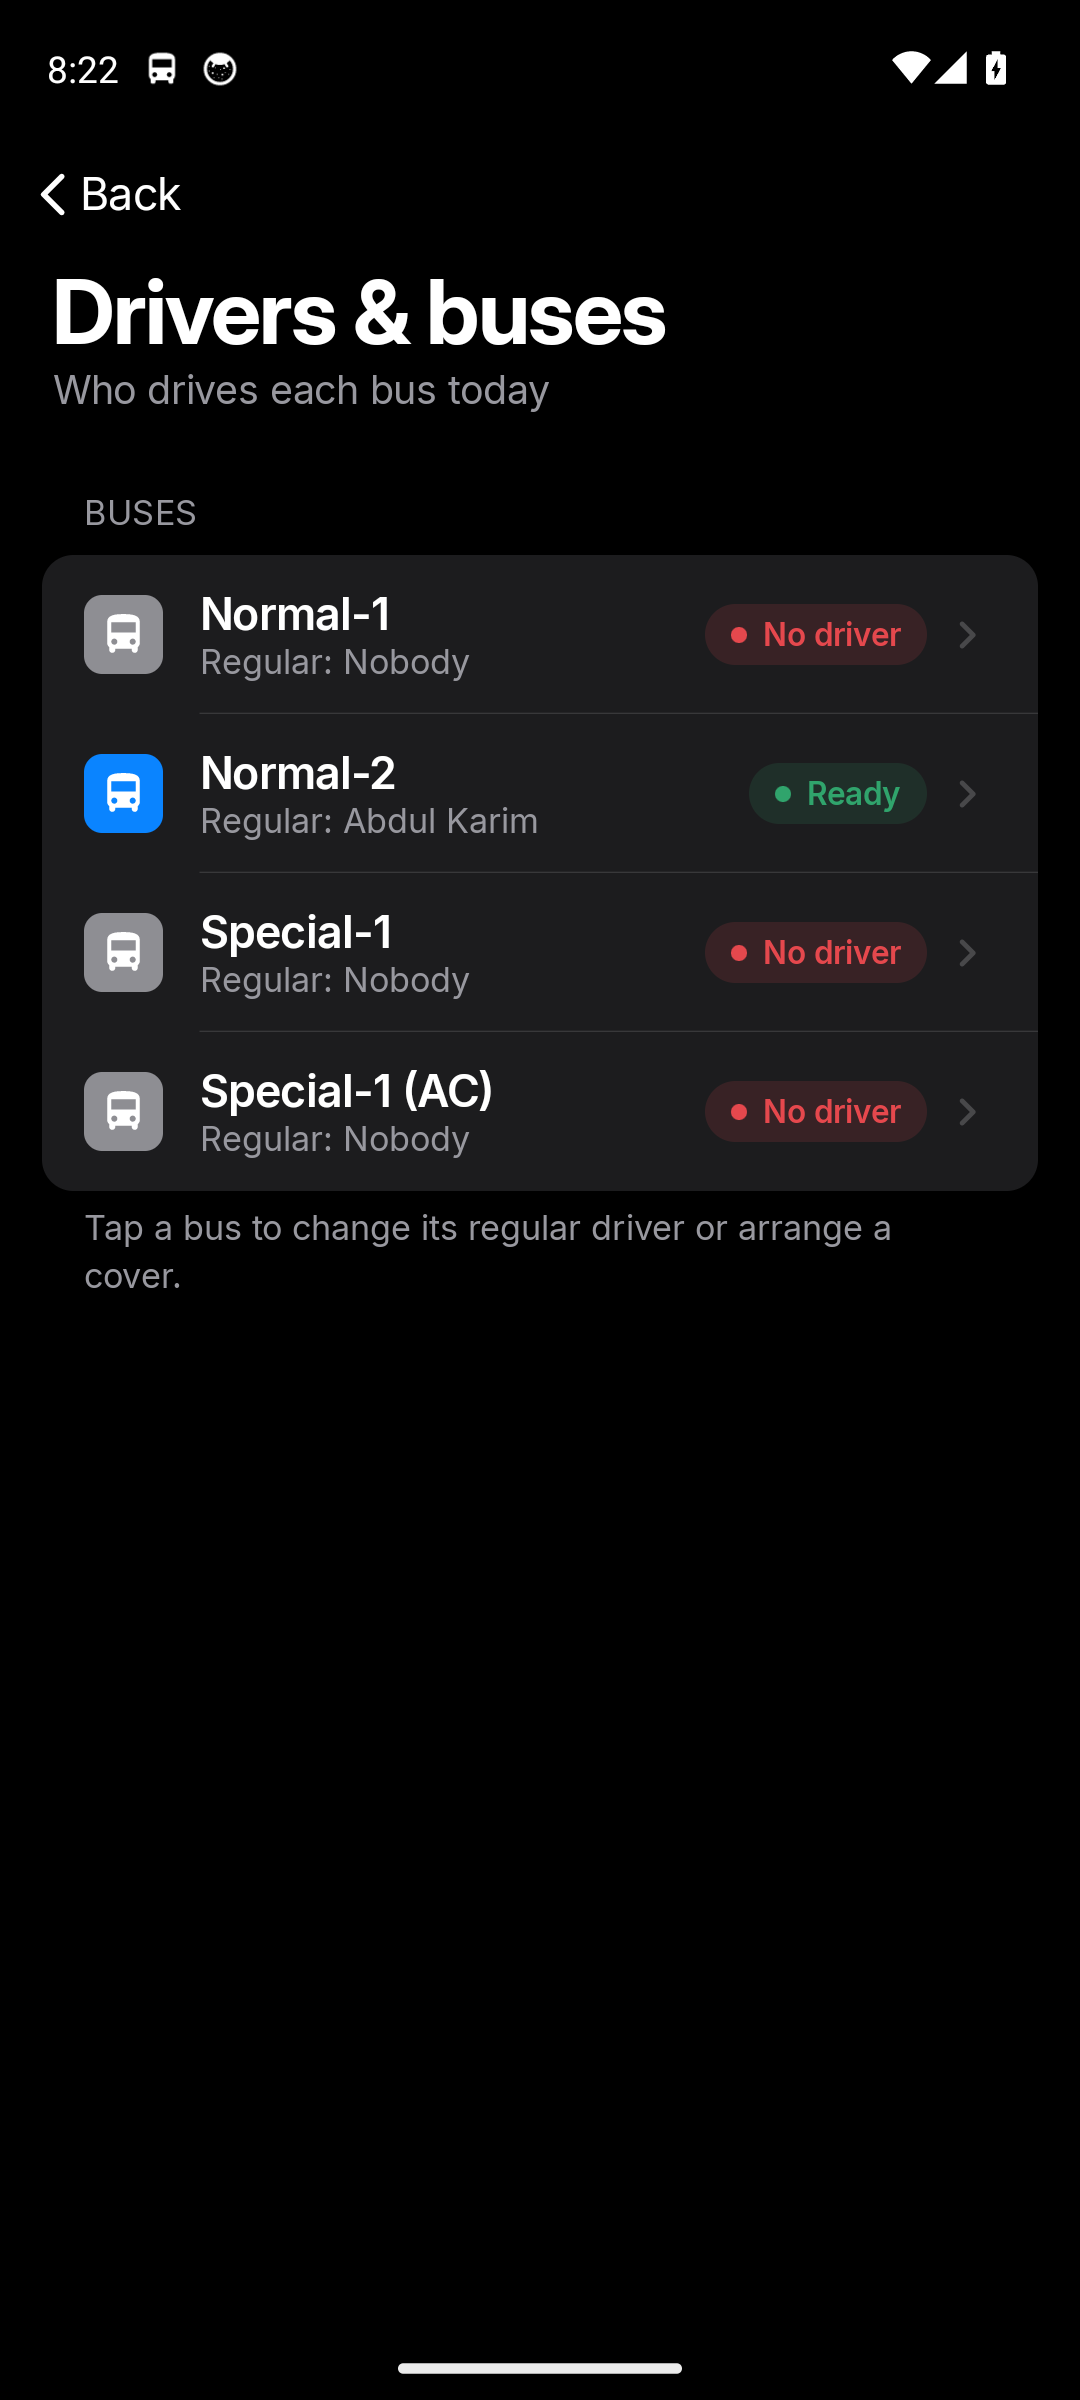 8:22
Back
Drivers & buses
Who drives each bus today
BUSES
Normal-1
Regular: Nobody
No driver
Normal-2
Regular: Abdul Karim
Ready
Special-1
Regular: Nobody
No driver
Special-1 (AC)
Regular: Nobody
No driver
Tap a bus to change its regular driver or arrange a
cover.